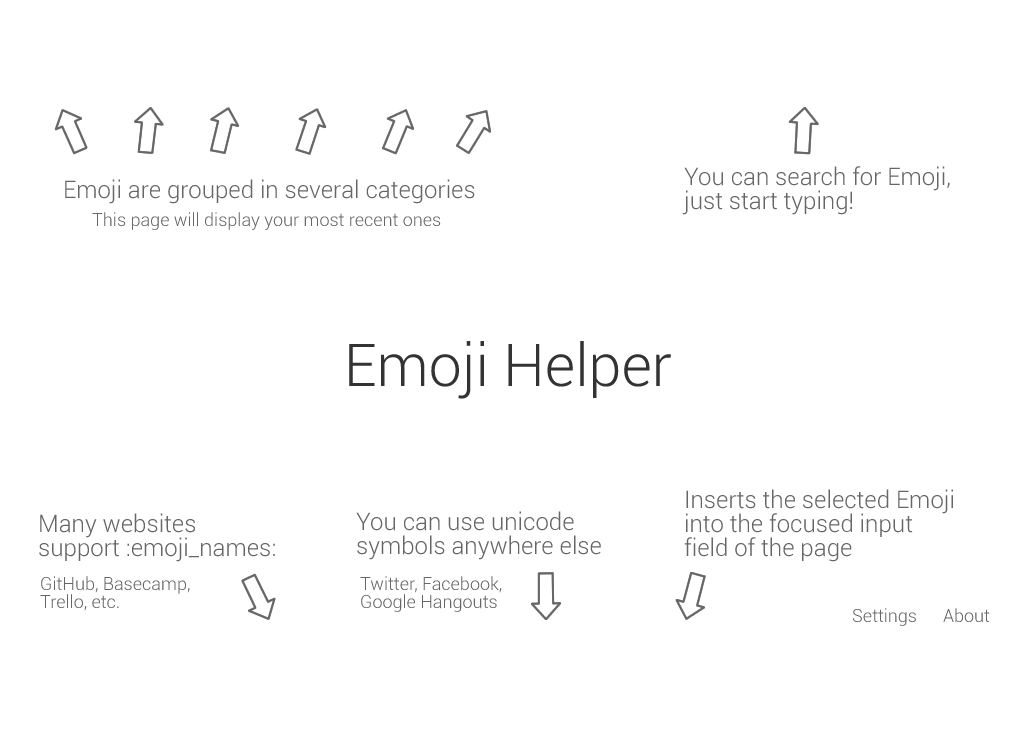 Emoji are grouped in several categories
This page will display your most recent ones
You can search for Emoji,
just start typing!
Emoji Helper
Many websites
support :emoji_names:
GitHub, Basecamp,
Trello, etc.
You can use unicode
symbols anywhere else
Twitter, Facebook,
Google Hangouts
Inserts the selected Emoji
into the focused input
field of the page
Settings
About